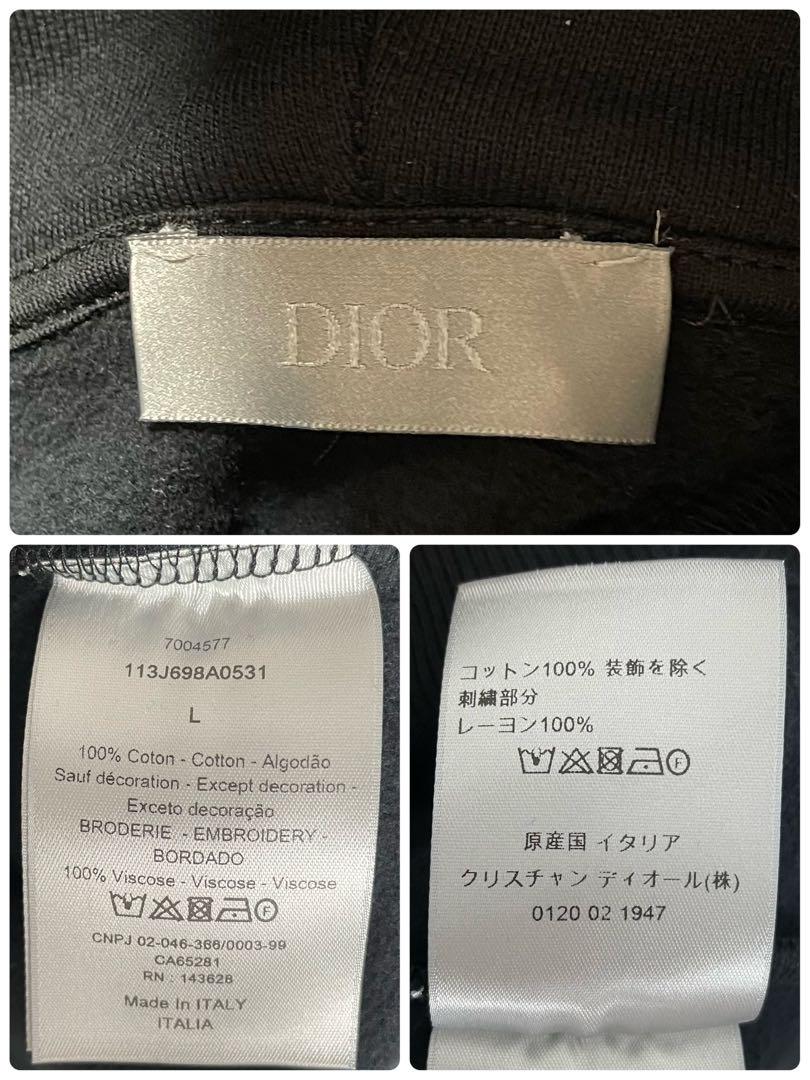 DIOR
7004577
113J698A0531
L
100% Coton - Cotton - Algodão
Sauf décoration - Except decoration -
Exceto decoração
BRODERIE - EMBROIDERY -
BORDADO
100% Viscose - Viscose - Viscose
CNPJ 02-046-366/0003-99
CA65281
RN : 143628
Made In ITALY
ITALIA
コットン100% 装飾を除く
刺繍部分
レーヨン100%
原産国 イタリア
クリスチャン ディオール(株)
0120 02 1947